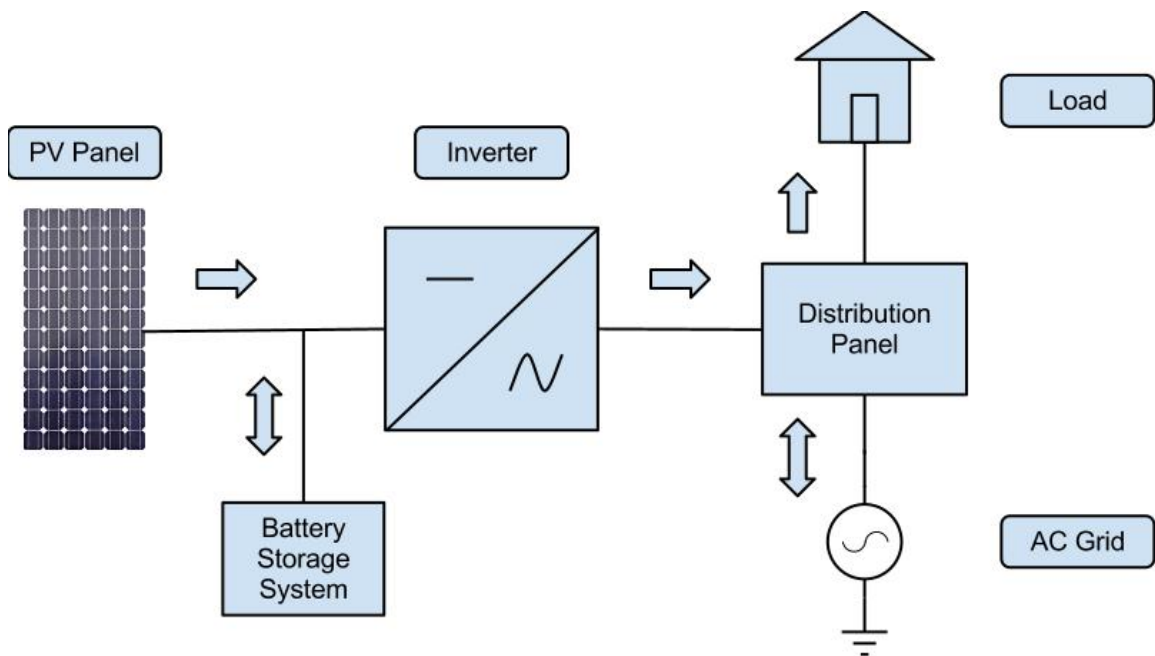 PV Panel
Inverter
Load
Distribution
Panel
Battery
Storage
System
AC Grid